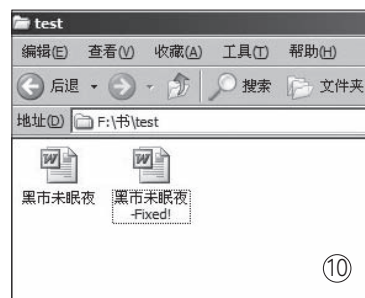 test
编辑(E) 查看(V) 收藏(A) 工具(T) 帮助(H)
后退 搜索 文件夹
地址(D) F:\书\test
黑市未眠夜 黑市未眠夜
-Fixed!
⑩